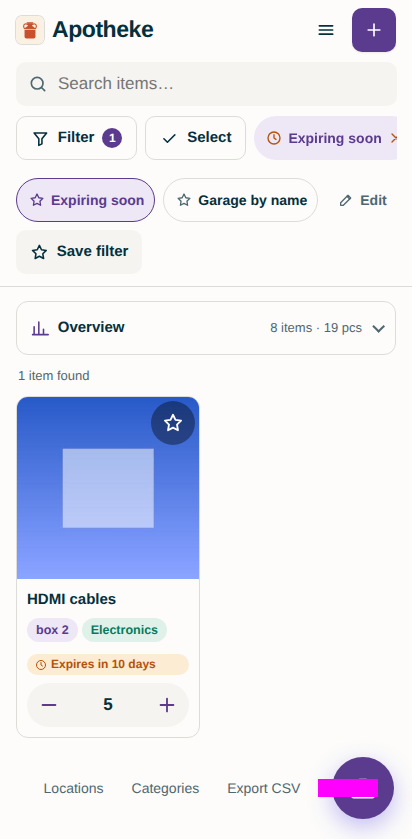 Apotheke
Search items…
Filter 1
Select
Expiring soon
Expiring soon
Garage by name
Edit
Save filter
Overview
8 items · 19 pcs
1 item found
HDMI cables
box 2
Electronics
Expires in 10 days
5
Locations
Categories
Export CSV